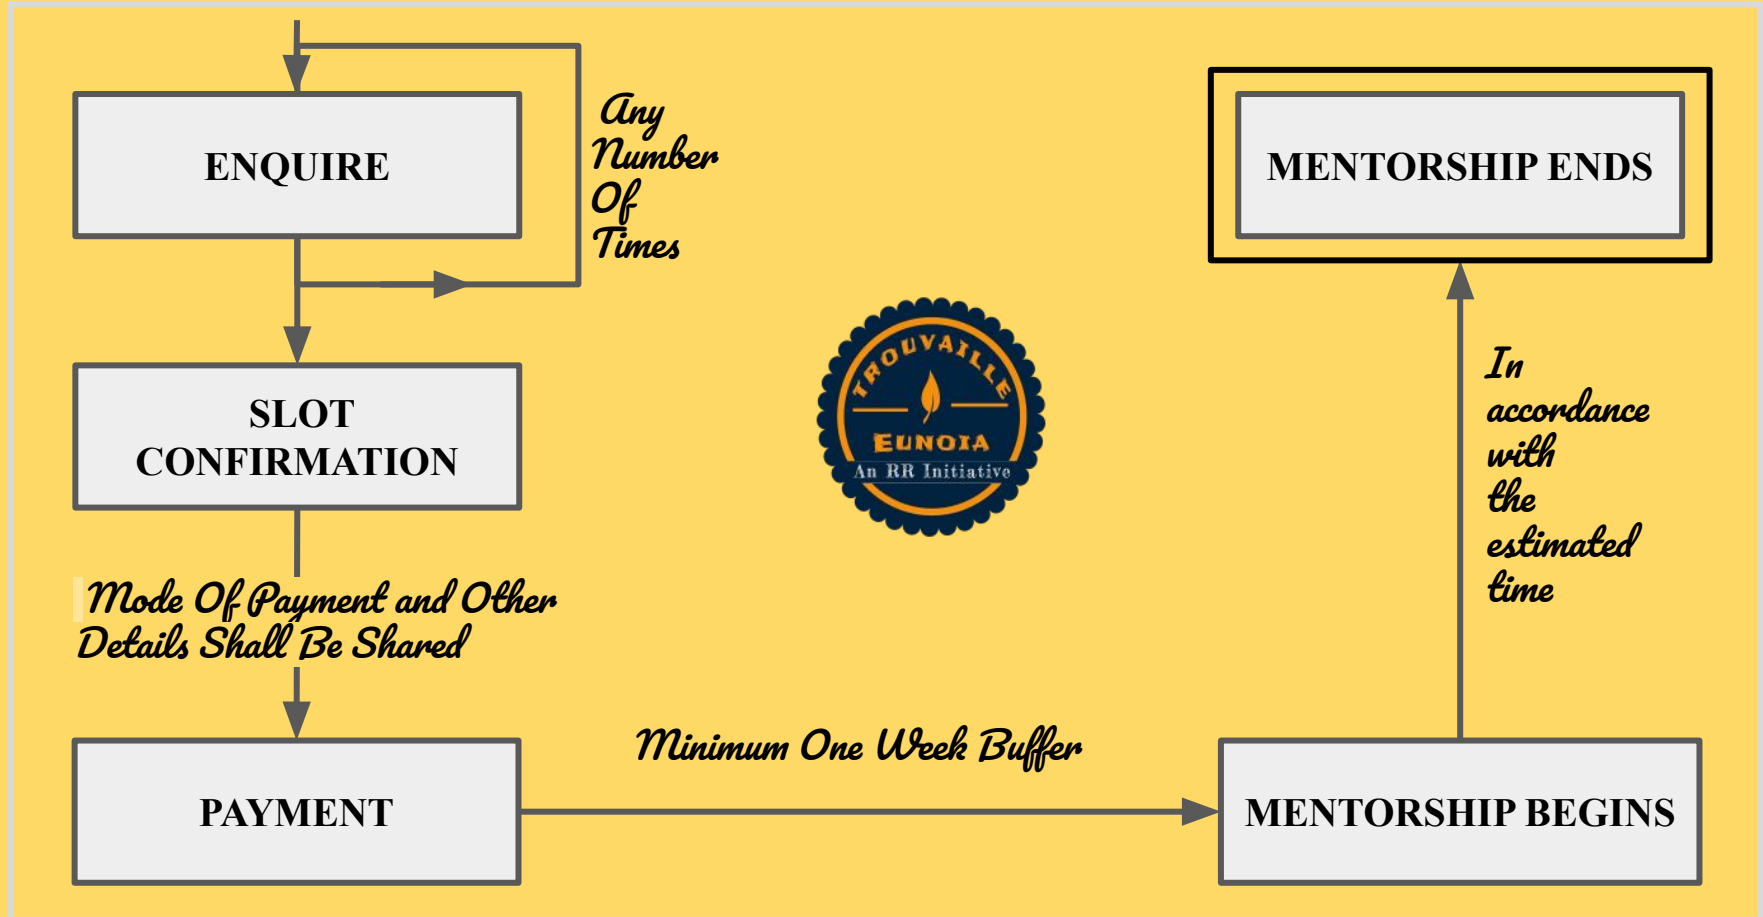 ENQUIRE
Any
Number
Of
Times
SLOT
CONFIRMATION
Mode Of Payment and Other
Details Shall Be Shared
PAYMENT
Minimum One Week Buffer
MENTORSHIP BEGINS
In
accordance
with
the
estimated
time
MENTORSHIP ENDS
TROUVAILLE
EUNOIA
An RR Initiative